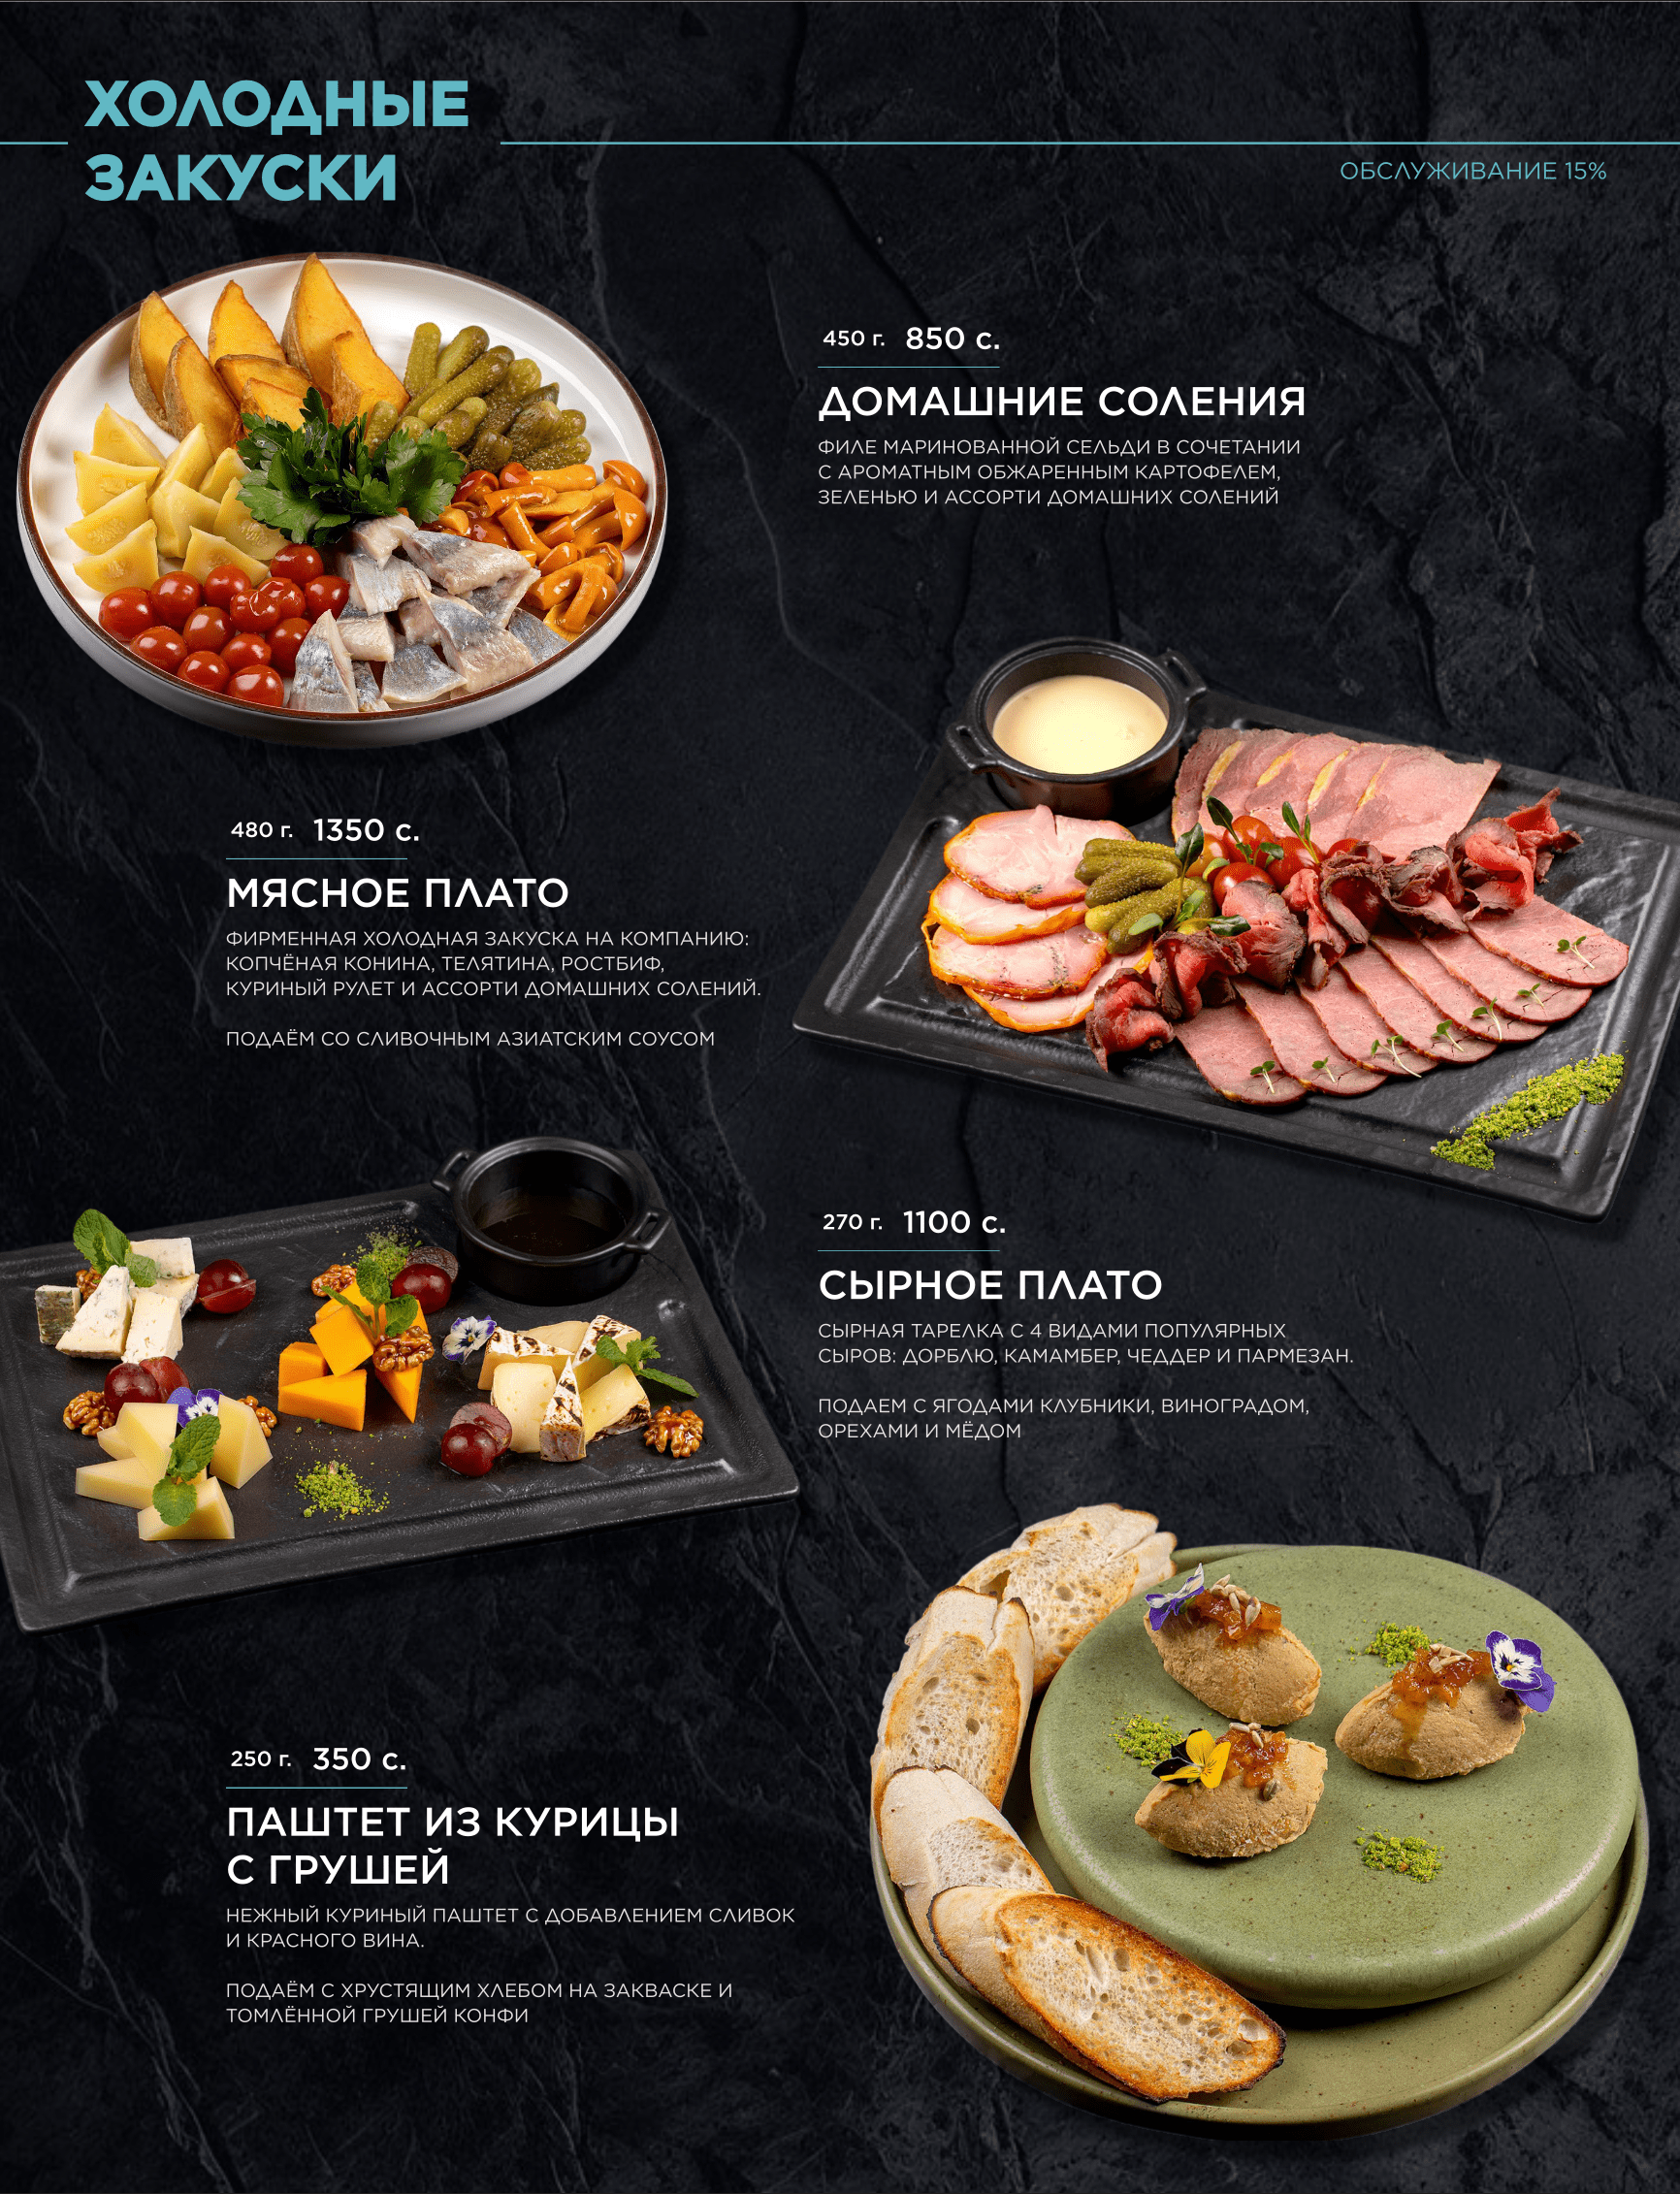 ХОЛОДНЫЕ
ЗАКУСКИ
ОБСЛУЖИВАНИЕ 15%
450 г. 850 с.
ДОМАШНИЕ СОЛЕНИЯ
ФИЛЕ МАРИНОВАННОЙ СЕЛЬДИ В СОЧЕТАНИИ
С АРОМАТНЫМ ОБЖАРЕННЫМ КАРТОФЕЛЕМ,
ЗЕЛЕНЬЮ И АССОРТИ ДОМАШНИХ СОЛЕНИЙ
480 г. 1350 с.
МЯСНОЕ ПЛАТО
ФИРМЕННАЯ ХОЛОДНАЯ ЗАКУСКА НА КОМПАНИЮ:
КОПЧЁНАЯ КОНИНА, ТЕЛЯТИНА, РОСТБИФ,
КУРИНЫЙ РУЛЕТ И АССОРТИ ДОМАШНИХ СОЛЕНИЙ.
ПОДАЁМ СО СЛИВОЧНЫМ АЗИАТСКИМ СОУСОМ
270 г. 1100 с.
СЫРНОЕ ПЛАТО
СЫРНАЯ ТАРЕЛКА С 4 ВИДАМИ ПОПУЛЯРНЫХ
СЫРОВ: ДОРБЛЮ, КАМАМБЕР, ЧЕДДЕР И ПАРМЕЗАН.
ПОДАЕМ С ЯГОДАМИ КЛУБНИКИ, ВИНОГРАДОМ,
ОРЕХАМИ И МЁДОМ
250 г. 350 с.
ПАШТЕТ ИЗ КУРИЦЫ
С ГРУШЕЙ
НЕЖНЫЙ КУРИНЫЙ ПАШТЕТ С ДОБАВЛЕНИЕМ СЛИВОК
И КРАСНОГО ВИНА.
ПОДАЁМ С ХРУСТЯЩИМ ХЛЕБОМ НА ЗАКВАСКЕ И
ТОМЛЁННОЙ ГРУШЕЙ КОНФИ